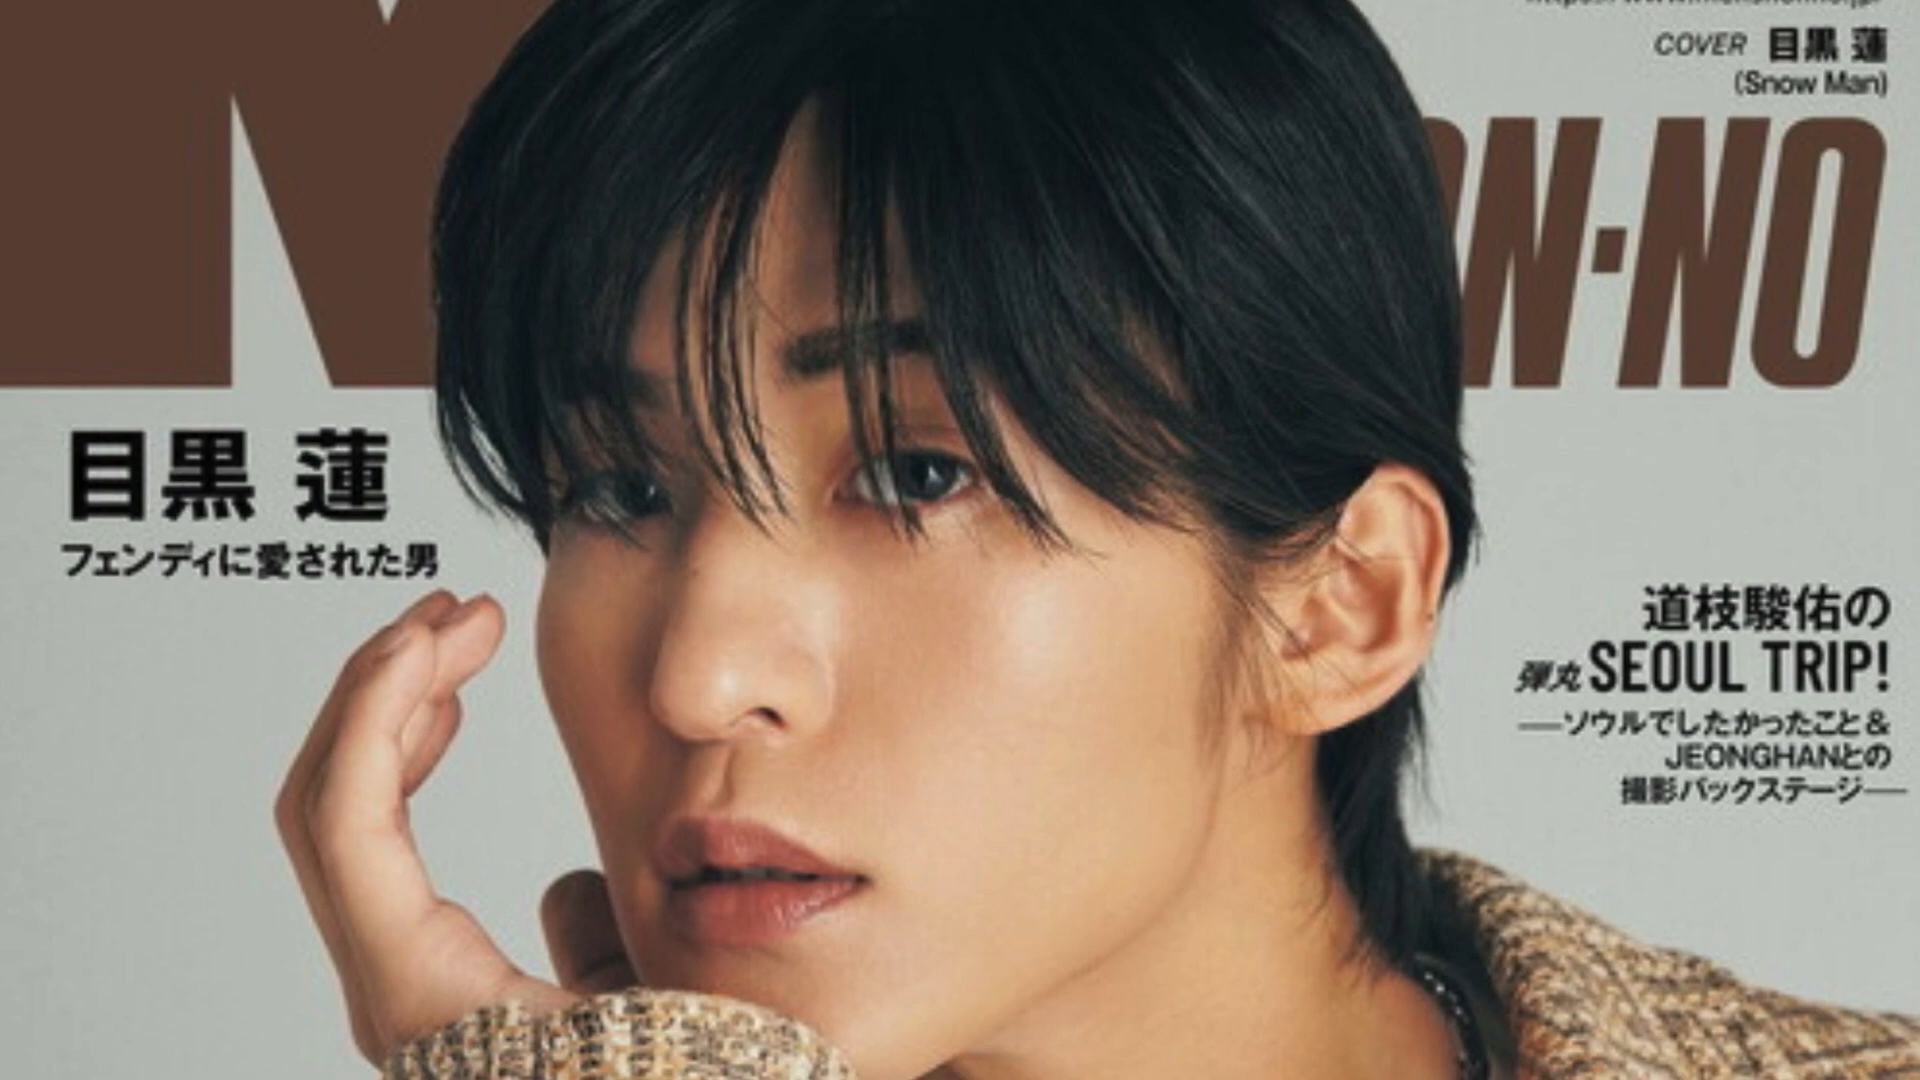 COVER 目黒 蓮
(Snow Man)
N·NO
目黒 蓮
フェンディに愛された男
道枝駿佑の
弾丸 SEOUL TRIP!
―ソウルでしたかったこと&
JEONGHANとの
撮影バックステージ―